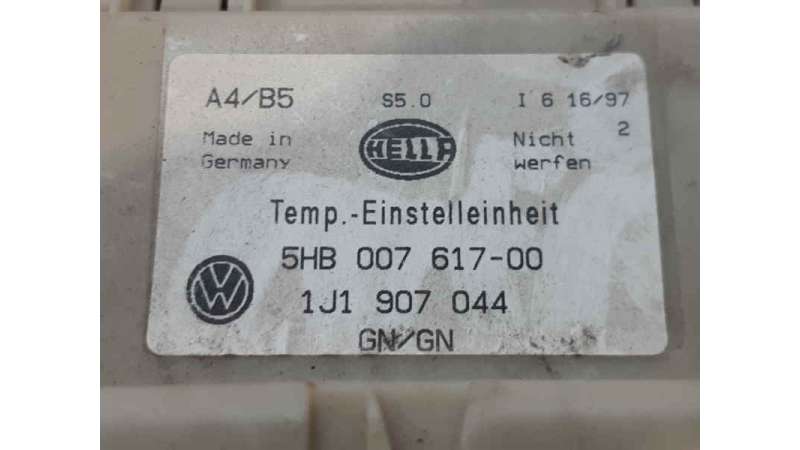 A4/B5 S5.0 I 6 16/97
Made in Germany HELLA Nicht werfen 2
Temp.-Einstelleinheit
5HB 007 617-00
VW 1J1 907 044
GN/GN